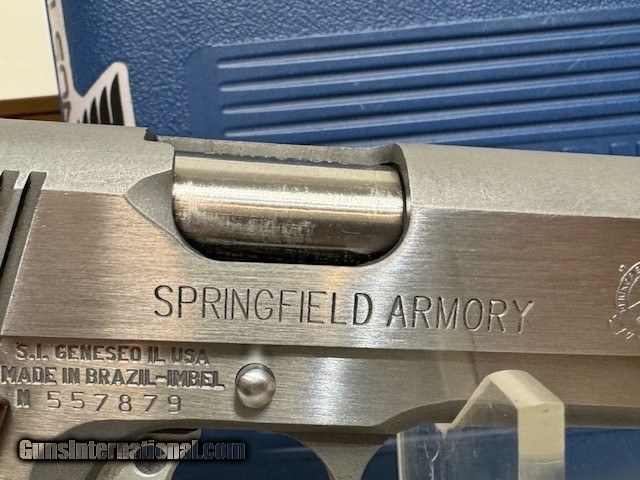 SPRINGFIELD ARMORY
S.I. GENESEO IL USA
MADE IN BRAZIL-IMBEL
N 557879
GunsInternational.com